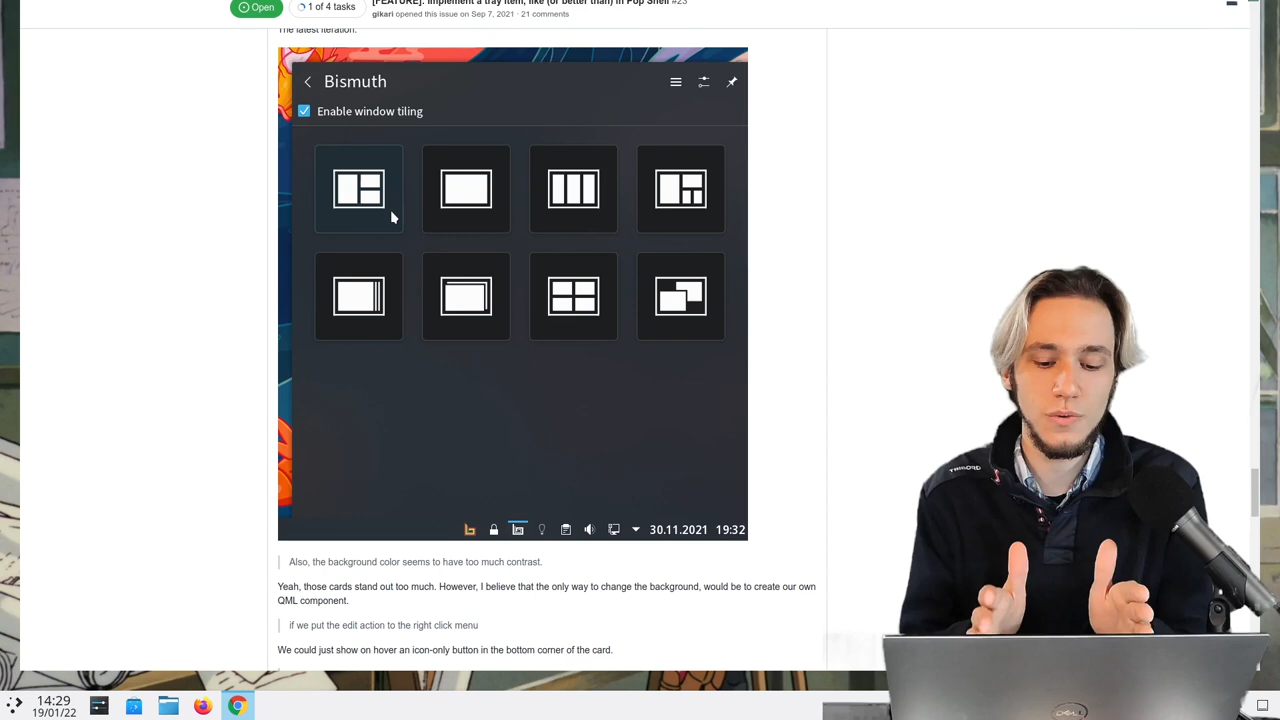 Open
1 of 4 tasks
[FEATURE]: Implement a tray item, like (or better than) in Pop Shell #23
gikari opened this issue on Sep 7, 2021 · 21 comments
The latest iteration:
Bismuth
Enable window tiling
30.11.2021 19:32
Also, the background color seems to have too much contrast.
Yeah, those cards stand out too much. However, I believe that the only way to change the background, would be to create our own
QML component.
if we put the edit action to the right click menu
We could just show on hover an icon-only button in the bottom corner of the card.
14:29
19/01/22
DELL